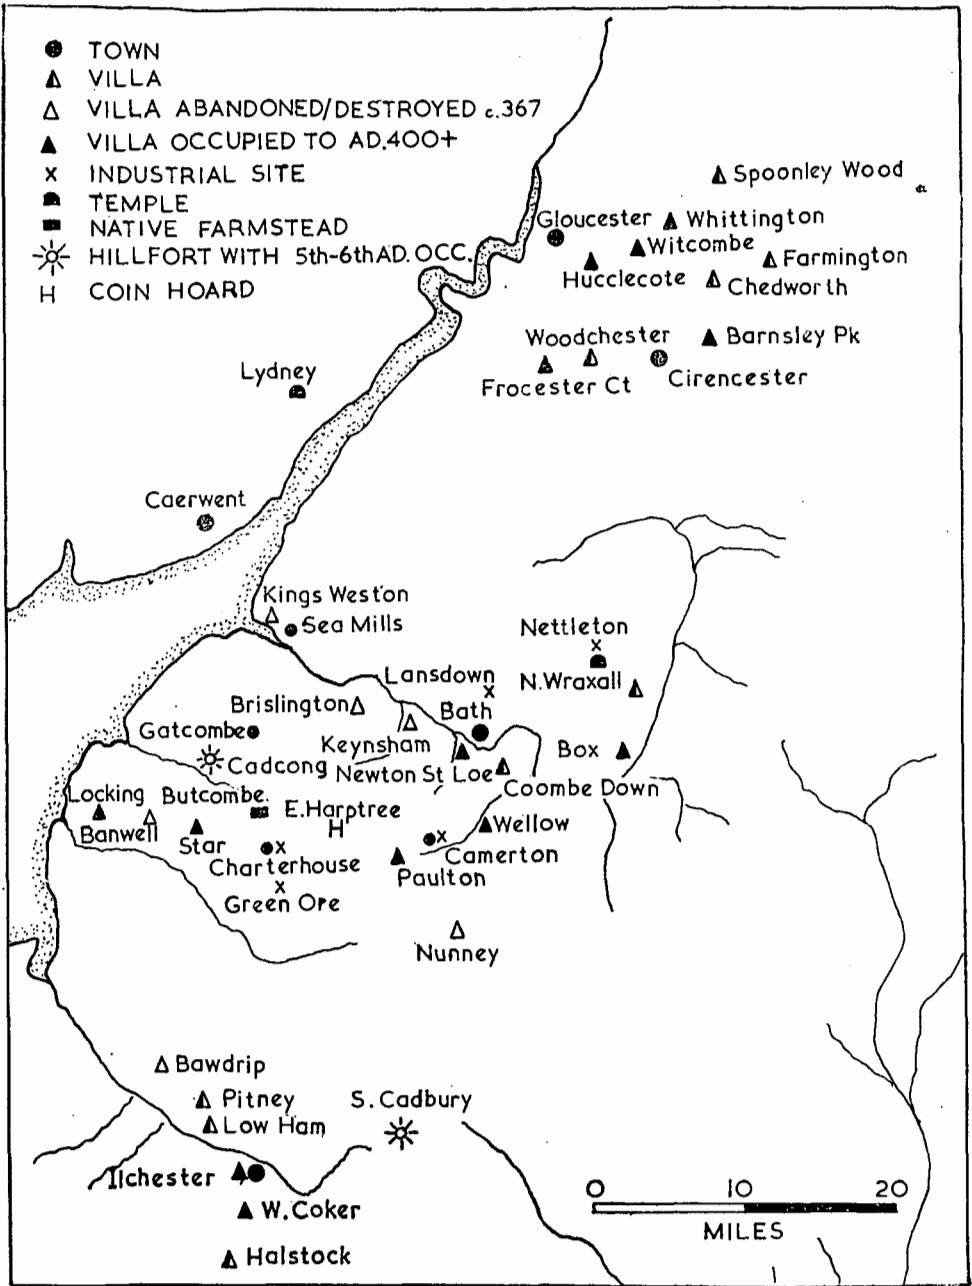 TOWN
VILLA
VILLA ABANDONED/DESTROYED c.367
VILLA OCCUPIED TO AD.400+
INDUSTRIAL SITE
TEMPLE
NATIVE FARMSTEAD
HILLFORT WITH 5th-6th AD. OCC.
H COIN HOARD
Spoonley Wood
Gloucester
Whittington
Witcombe
Hucclecote
Farmington
Chedworth
Woodchester
Barnsley Pk
Frocester Ct
Cirencester
Lydney
Caerwent
Kings Weston
Sea Mills
Nettleton
N.Wraxall
Lansdown
Bath
Brislington
Gatcombe
Keynsham
Box
Cadcong
Newton St Loe
Coombe Down
Locking
Butcombe
E.Harptree
H
Banwell
Star
Wellow
Charterhouse
Camerton
Paulton
Green Ore
Nunney
Bawdrip
Pitney
S. Cadbury
Low Ham
Ilchester
W. Coker
Halstock
0 10 20
MILES